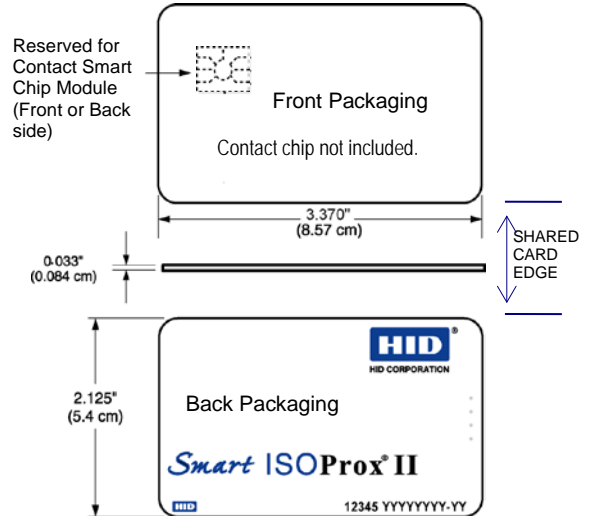 Reserved for
Contact Smart
Chip Module
(Front or Back
side)
Front Packaging
Contact chip not included.
3.370"
(8.57 cm)
0.033"
(0.084 cm)
SHARED
CARD
EDGE
2.125"
(5.4 cm)
HID®
HID CORPORATION
Back Packaging
Smart ISOProx® II
HID
12345 YYYYYYYY-YY